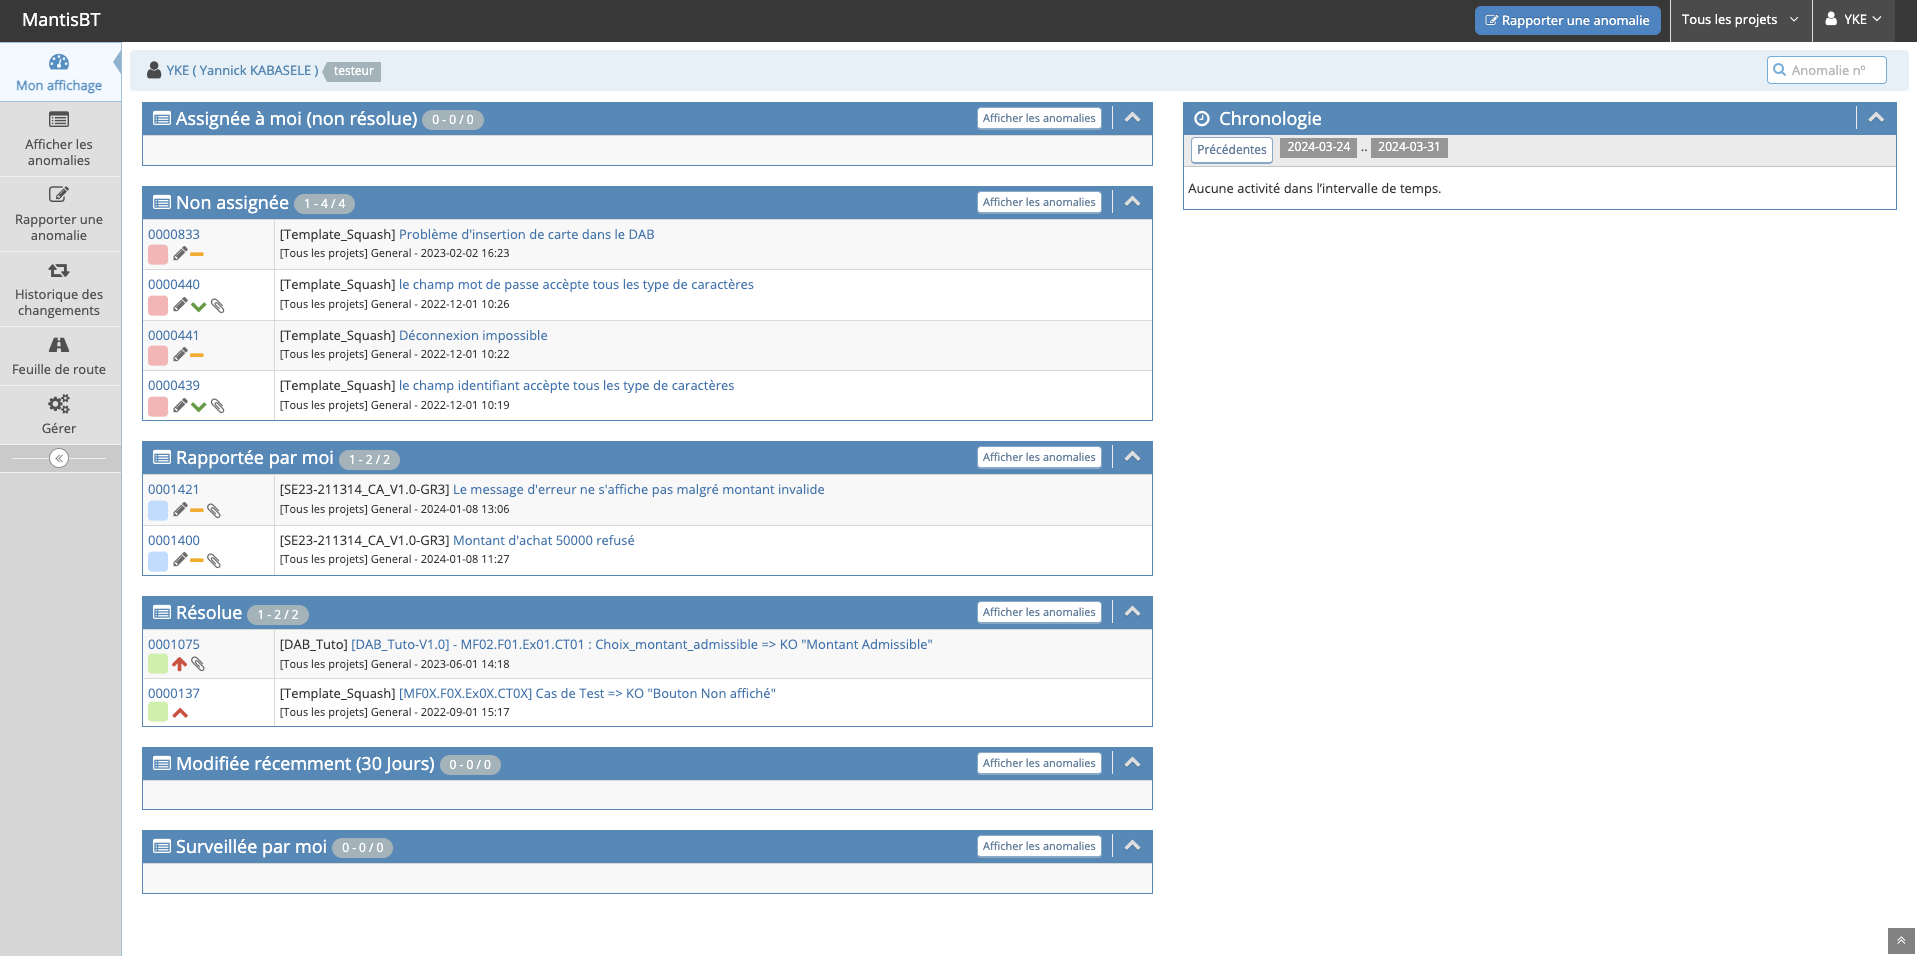 MantisBT
Rapporter une anomalie
Tous les projets
YKE
Mon affichage
Afficher les
anomalies
Rapporter une
anomalie
Historique des
changements
Feuille de route
Gérer
YKE ( Yannick KABASELE ) testeur
Anomalie nº
Assignée à moi (non résolue) 0 - 0 / 0 Afficher les anomalies
Non assignée 1 - 4 / 4 Afficher les anomalies
0000833 [Template_Squash] Problème d'insertion de carte dans le DAB
[Tous les projets] General - 2023-02-02 16:23
0000440 [Template_Squash] le champ mot de passe accèpte tous les type de caractères
[Tous les projets] General - 2022-12-01 10:26
0000441 [Template_Squash] Déconnexion impossible
[Tous les projets] General - 2022-12-01 10:22
0000439 [Template_Squash] le champ identifiant accèpte tous les type de caractères
[Tous les projets] General - 2022-12-01 10:19
Rapportée par moi 1 - 2 / 2 Afficher les anomalies
0001421 [SE23-211314_CA_V1.0-GR3] Le message d'erreur ne s'affiche pas malgré montant invalide
[Tous les projets] General - 2024-01-08 13:06
0001400 [SE23-211314_CA_V1.0-GR3] Montant d'achat 50000 refusé
[Tous les projets] General - 2024-01-08 11:27
Résolue 1 - 2 / 2 Afficher les anomalies
0001075 [DAB_Tuto] [DAB_Tuto-V1.0] - MF02.F01.Ex01.CT01 : Choix_montant_admissible => KO "Montant Admissible"
[Tous les projets] General - 2023-06-01 14:18
0000137 [Template_Squash] [MF0X.F0X.Ex0X.CT0X] Cas de Test => KO "Bouton Non affiché"
[Tous les projets] General - 2022-09-01 15:17
Modifiée récemment (30 Jours) 0 - 0 / 0 Afficher les anomalies
Surveillée par moi 0 - 0 / 0 Afficher les anomalies
Chronologie
Précédentes 2024-03-24 .. 2024-03-31
Aucune activité dans l’intervalle de temps.